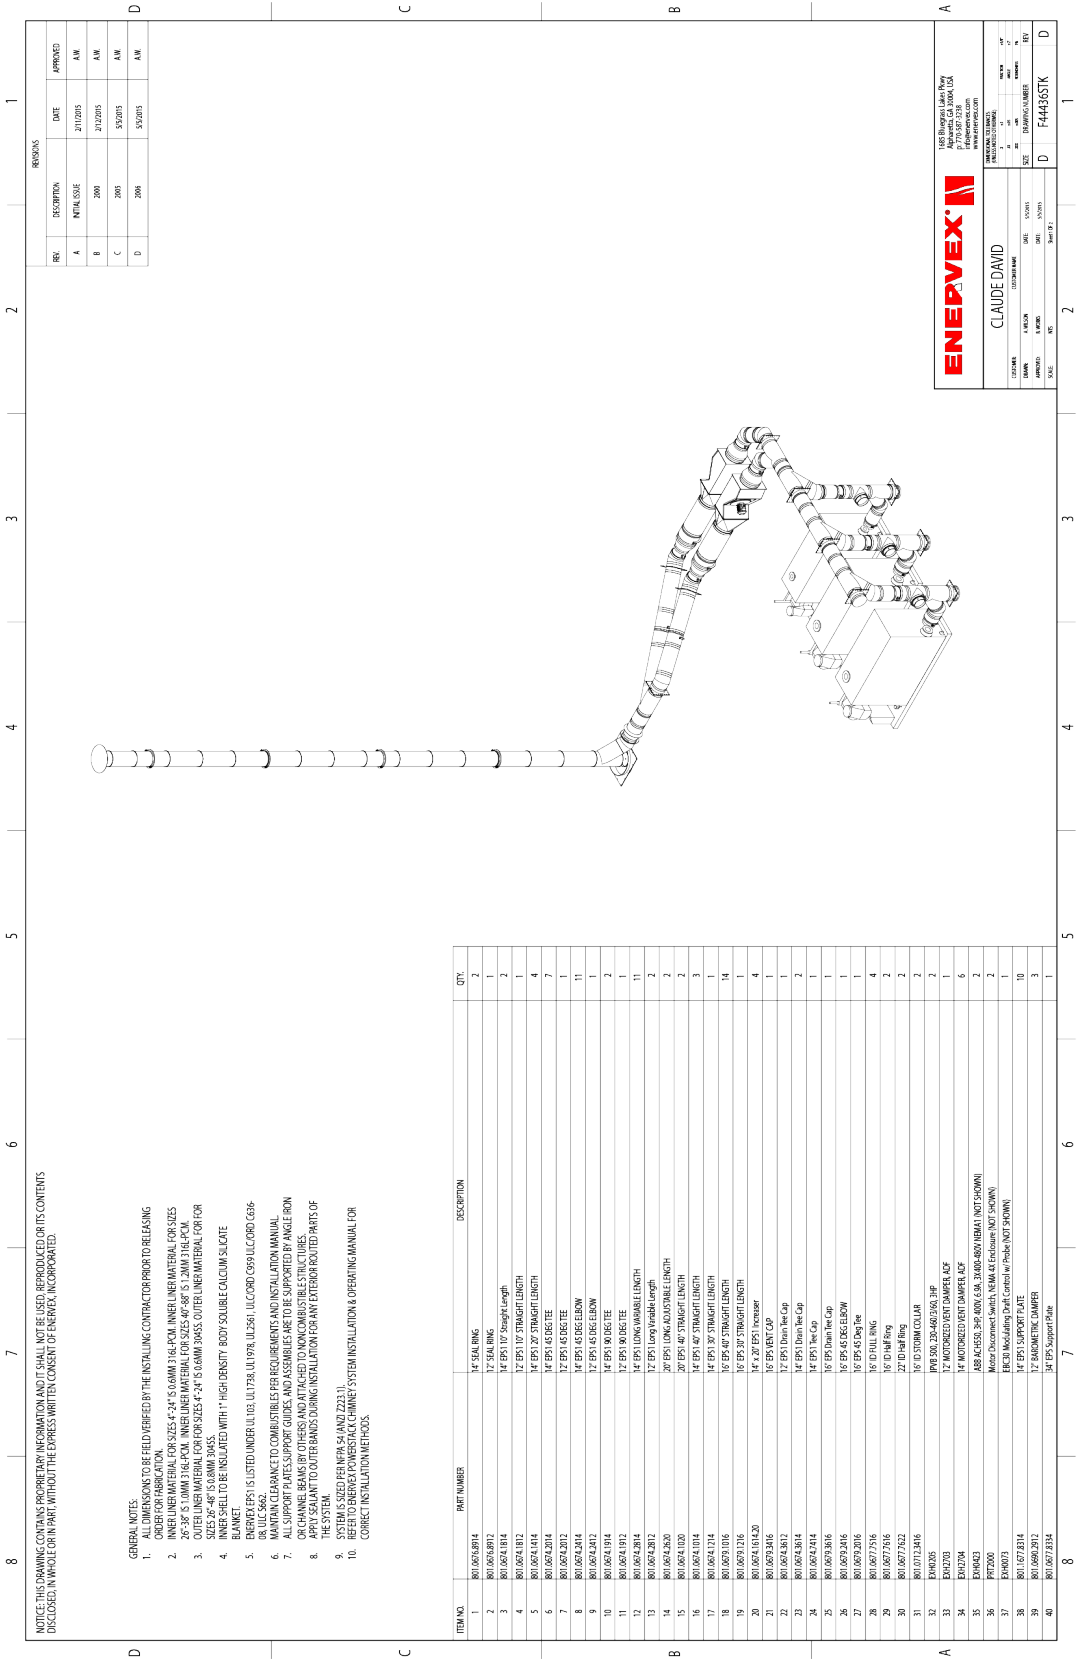 NOTICE: THIS DRAWING CONTAINS PROPRIETARY INFORMATION AND IT SHALL NOT BE USED, REPRODUCED OR ITS CONTENTS
DISCLOSED, IN WHOLE OR IN PART, WITHOUT THE EXPRESS WRITTEN CONSENT OF ENERVEX, INCORPORATED.
8 7 6 5 4 3 2 1
D
C
B
A
REVISIONS
REV. DESCRIPTION DATE APPROVED
A INITIAL ISSUE 2/11/2015 A.W.
B 2000 2/12/2015 A.W.
C 2005 5/5/2015 A.W.
D 2006 5/5/2015 A.W.
GENERAL NOTES:
1. ALL DIMENSIONS TO BE FIELD VERIFIED BY THE INSTALLING CONTRACTOR PRIOR TO RELEASING
ORDER FOR FABRICATION.
2. INNER LINER MATERIAL FOR SIZES 4"-24" IS 0.6MM 316L-PCM. INNER LINER MATERIAL FOR SIZES
26"-38" IS 1.0MM 316L-PCM. INNER LINER MATERIAL FOR SIZES 40"-88" IS 1.2MM 316L-PCM.
3. OUTER LINER MATERIAL FOR FOR SIZES 4"-24" IS 0.6MM 304SS. OUTER LINER MATERIAL FOR FOR
SIZES 26"-48" IS 0.8MM 304SS.
4. INNER SHELL TO BE INSULATED WITH 1" HIGH DENSITY BODY SOLUBLE CALCIUM SILICATE
BLANKET.
5. ENERVEX EPS1 IS LISTED UNDER UL103, UL1738, UL1978, UL2561, ULC/ORD C959 ULC/ORD C636-
08, ULC S662.
6. MAINTAIN CLEARANCE TO COMBUSTIBLES PER REQUIREMENTS AND INSTALLATION MANUAL.
7. ALL SUPPORT PLATES, SUPPORT GUIDES, AND ASSEMBLIES ARE TO BE SUPPORTED BY ANGLE IRON
OR CHANNEL BEAMS (BY OTHERS) AND ATTACHED TO NONCOMBUSTIBLE STRUCTURES.
8. APPLY SEALANT TO OUTER BANDS DURING INSTALLATION FOR ANY EXTERIOR ROUTED PARTS OF
THE SYSTEM.
9. SYSTEM IS SIZED PER NFPA 54 (ANZI Z223.1).
10. REFER TO ENERVEX POWERSTACK CHIMNEY SYSTEM INSTALLATION & OPERATING MANUAL FOR
CORRECT INSTALLATION METHODS.
ITEM NO. PART NUMBER DESCRIPTION QTY.
1 801.0676.8914 14" SEAL RING 2
2 801.0676.8912 12" SEAL RING 1
3 801.0674.1814 14" EPS1 10" Straight Length 2
4 801.0674.1812 12" EPS1 10" STRAIGHT LENGTH 1
5 801.0674.1414 14" EPS1 20" STRAIGHT LENGTH 4
6 801.0674.2014 14" EPS1 45 DEG TEE 7
7 801.0674.2012 12" EPS1 45 DEG TEE 1
8 801.0674.2414 14" EPS1 45 DEG ELBOW 11
9 801.0674.2412 12" EPS1 45 DEG ELBOW 1
10 801.0674.1914 14" EPS1 90 DEG TEE 2
11 801.0674.1912 12" EPS1 90 DEG TEE 1
12 801.0674.2814 14" EPS1 LONG VARIABLE LENGTH 11
13 801.0674.2812 12" EPS1 Long Variable Length 2
14 801.0674.2620 20" EPS1 LONG ADJUSTABLE LENGTH 2
15 801.0674.1020 20" EPS1 40" STRAIGHT LENGTH 2
16 801.0674.1014 14" EPS1 40" STRAIGHT LENGTH 3
17 801.0674.1214 14" EPS1 30" STRAIGHT LENGTH 1
18 801.0679.1016 16" EPS 40" STRAIGHT LENGTH 14
19 801.0679.1216 16" EPS 30" STRAIGHT LENGTH 1
20 801.0674.1614.20 14" x 20" EPS1 Increaser 4
21 801.0679.3416 16" EPS VENT CAP 1
22 801.0674.3612 12" EPS1 Drain Tee Cap 1
23 801.0674.3614 14" EPS1 Drain Tee Cap 2
24 801.0674.7414 14" EPS1 Tee Cap 1
25 801.0679.3616 16" EPS Drain Tee Cap 1
26 801.0679.2416 16" EPS 45 DEG ELBOW 1
27 801.0679.2016 16" EPS 45 Deg Tee 1
28 801.0677.7516 16" ID FULL RING 4
29 801.0677.7616 16" ID Half Ring 2
30 801.0677.7622 22" ID Half Ring 2
31 801.0712.3416 16" ID STORM COLLAR 2
32 EXH0205 IPVB 500, 230-460/3/60, 3HP 2
33 EXH2703 12" MOTORIZED VENT DAMPER, ADF 1
34 EXH2704 14" MOTORIZED VENT DAMPER, ADF 6
35 EXH0423 ABB ACH550, 3HP, 400V, 6.9A, 3X400-480V NEMA1 (NOT SHOWN) 2
36 PRT2000 Motor Disconnect Switch, NEMA 4X Enclosure (NOT SHOWN) 2
37 EXH0073 EBC30 Modulating Draft Control w/ Probe (NOT SHOWN) 1
38 801.1677.8314 14" EPS1 SUPPORT PLATE 10
39 801.0690.2912 12" BAROMETRIC DAMPER 3
40 801.0677.8334 34" EPS Support Plate 1
ENERVEX
1685 Bluegrass Lakes Pkwy
Alpharetta, GA 30004, USA
p: 770-587-3238
info@enervex.com
www.enervex.com
CLAUDE DAVID
DIMENSIONAL TOLERANCES
(UNLESS NOTED OTHERWISE)
CUSTOMER: CUSTOMER NAME
DRAWN: A. WILSON DATE: 5/5/2015
APPROVED: DATE: 5/5/2015
SCALE: NTS Sheet 1 OF 2
SIZE DRAWING NUMBER REV
D F44436STK D
8 7 6 5 4 3 2 1
D
C
B
A